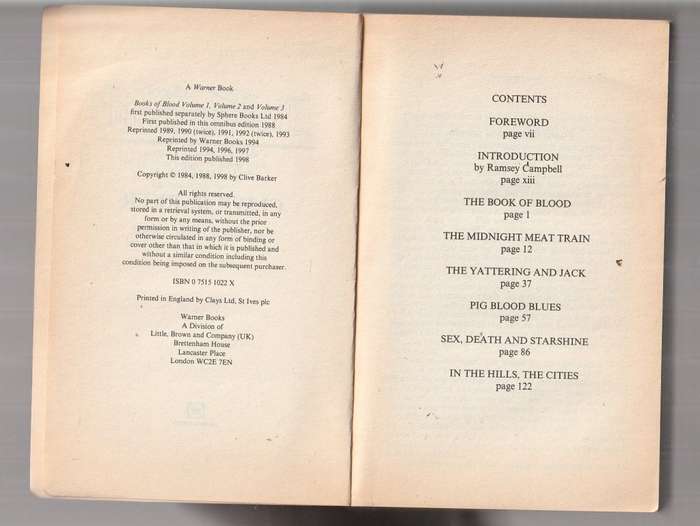 A Warner Book
Books of Blood Volume 1, Volume 2 and Volume 3
first published separately by Sphere Books Ltd 1984
First published in this omnibus edition 1988
Reprinted 1989, 1990 (twice), 1991, 1992 (twice), 1993
Reprinted by Warner Books 1994
Reprinted 1994, 1996, 1997
This edition published 1998
Copyright © 1984, 1988, 1998 by Clive Barker
All rights reserved.
No part of this publication may be reproduced,
stored in a retrieval system, or transmitted, in any
form or by any means, without the prior
permission in writing of the publisher, nor be
otherwise circulated in any form of binding or
cover other than that in which it is published and
without a similar condition including this
condition being imposed on the subsequent purchaser.
ISBN 0 7515 1022 X
Printed in England by Clays Ltd, St Ives plc
Warner Books
A Division of
Little, Brown and Company (UK)
Brettenham House
Lancaster Place
London WC2E 7EN
CONTENTS
FOREWORD
page vii
INTRODUCTION
by Ramsey Campbell
page xiii
THE BOOK OF BLOOD
page 1
THE MIDNIGHT MEAT TRAIN
page 12
THE YATTERING AND JACK
page 37
PIG BLOOD BLUES
page 57
SEX, DEATH AND STARSHINE
page 86
IN THE HILLS, THE CITIES
page 122